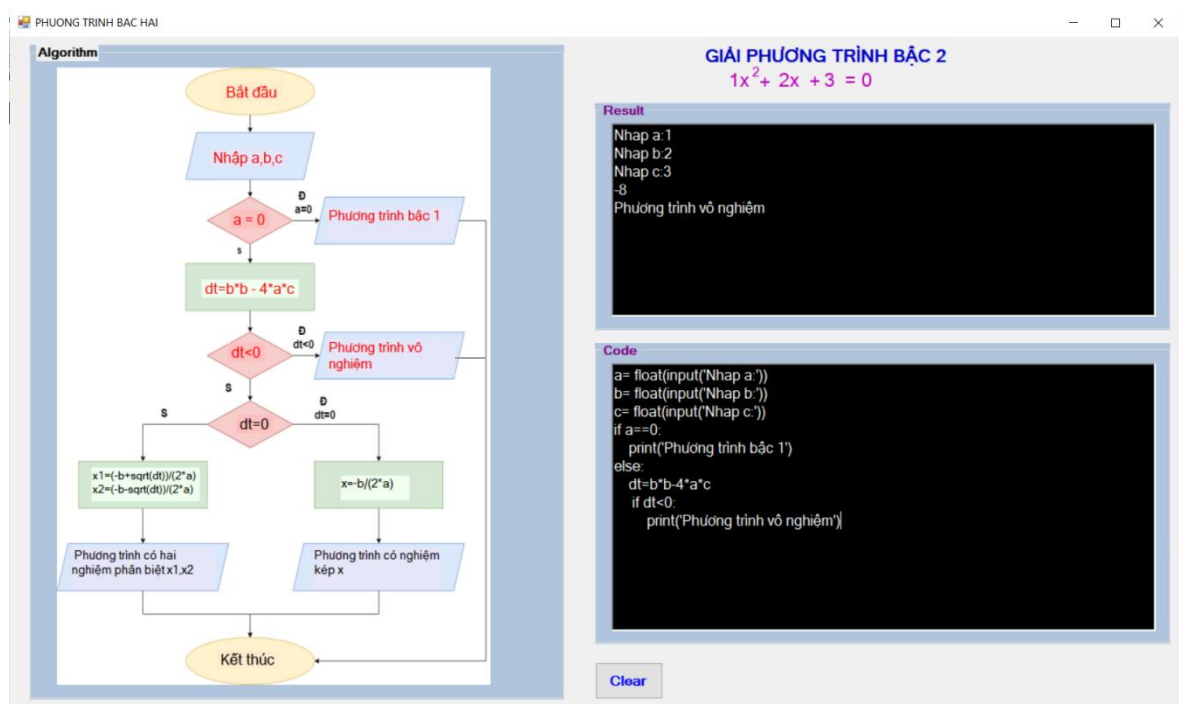 PHUONG TRINH BAC HAI
Algorithm
Bắt đầu
Nhập a,b,c
a = 0
Đ
a=0
Phương trình bậc 1
s
dt=b*b - 4*a*c
dt<0
Đ
dt<0
Phương trình vô
nghiệm
S
dt=0
S
Đ
dt=0
x1=(-b+sqrt(dt))/(2*a)
x2=(-b-sqrt(dt))/(2*a)
x=-b/(2*a)
Phương trình có hai
nghiệm phân biệt x1,x2
Phương trình có nghiệm
kép x
Kết thúc
GIẢI PHƯƠNG TRÌNH BẬC 2
1x²+ 2x +3 = 0
Result
Nhap a:1
Nhap b:2
Nhap c:3
-8
Phương trình vô nghiệm
Code
a= float(input('Nhap a:'))
b= float(input('Nhap b:'))
c= float(input('Nhap c:'))
if a==0:
print('Phương trình bậc 1')
else:
dt=b*b-4*a*c
if dt<0:
print('Phương trình vô nghiệm')
Clear